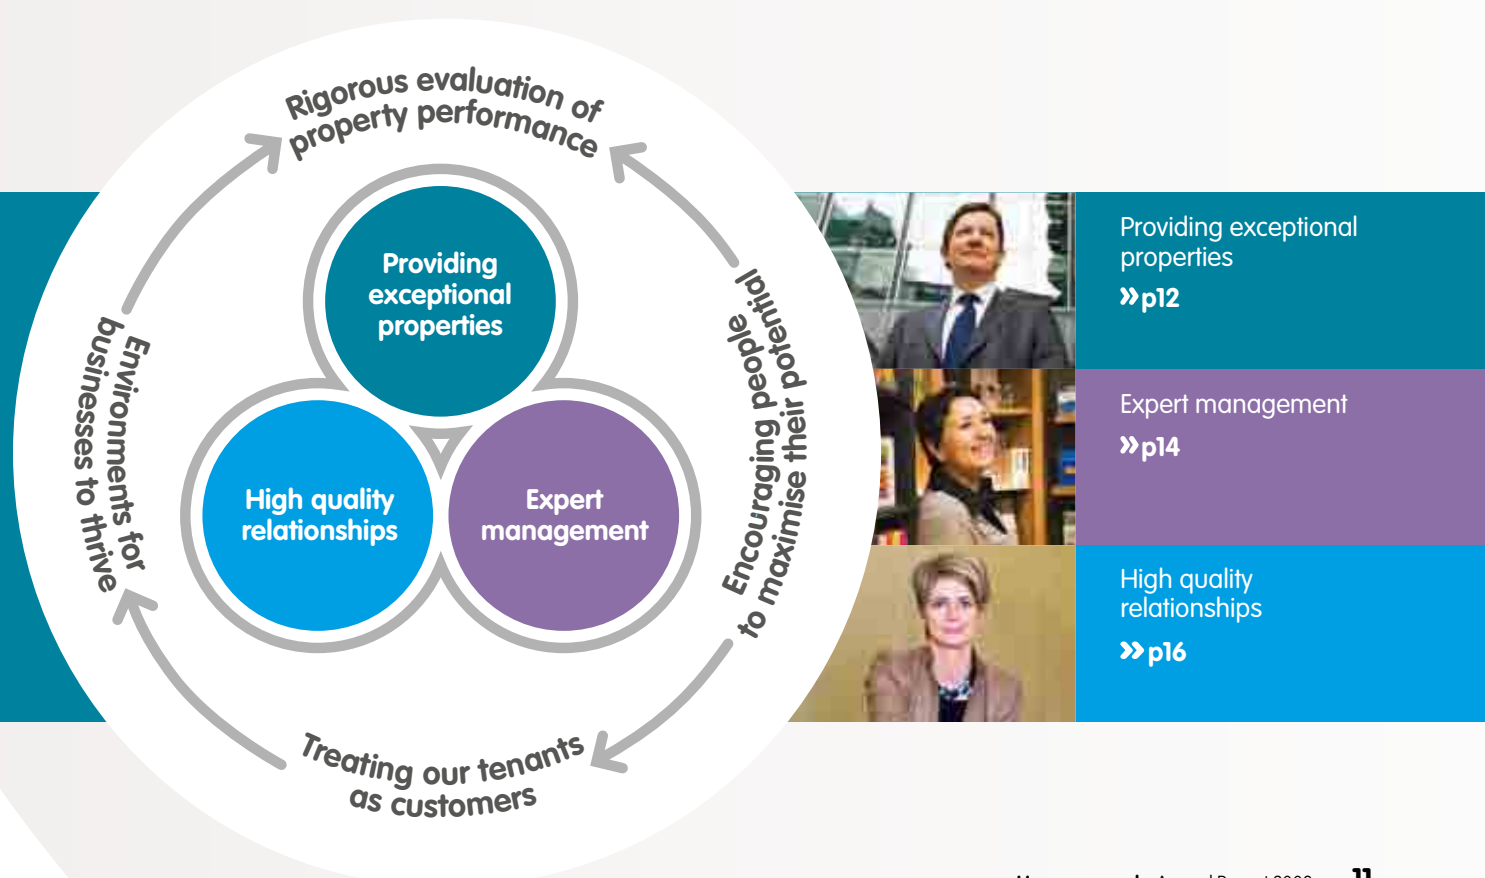 Rigorous evaluation of
property performance
Providing
exceptional
properties
High quality
relationships
Expert
management
Environments for
businesses to thrive
Encouraging people
to maximise their potential
Treating our tenants
as customers
Providing exceptional
properties
»p12
Expert management
»p14
High quality
relationships
»p16
11